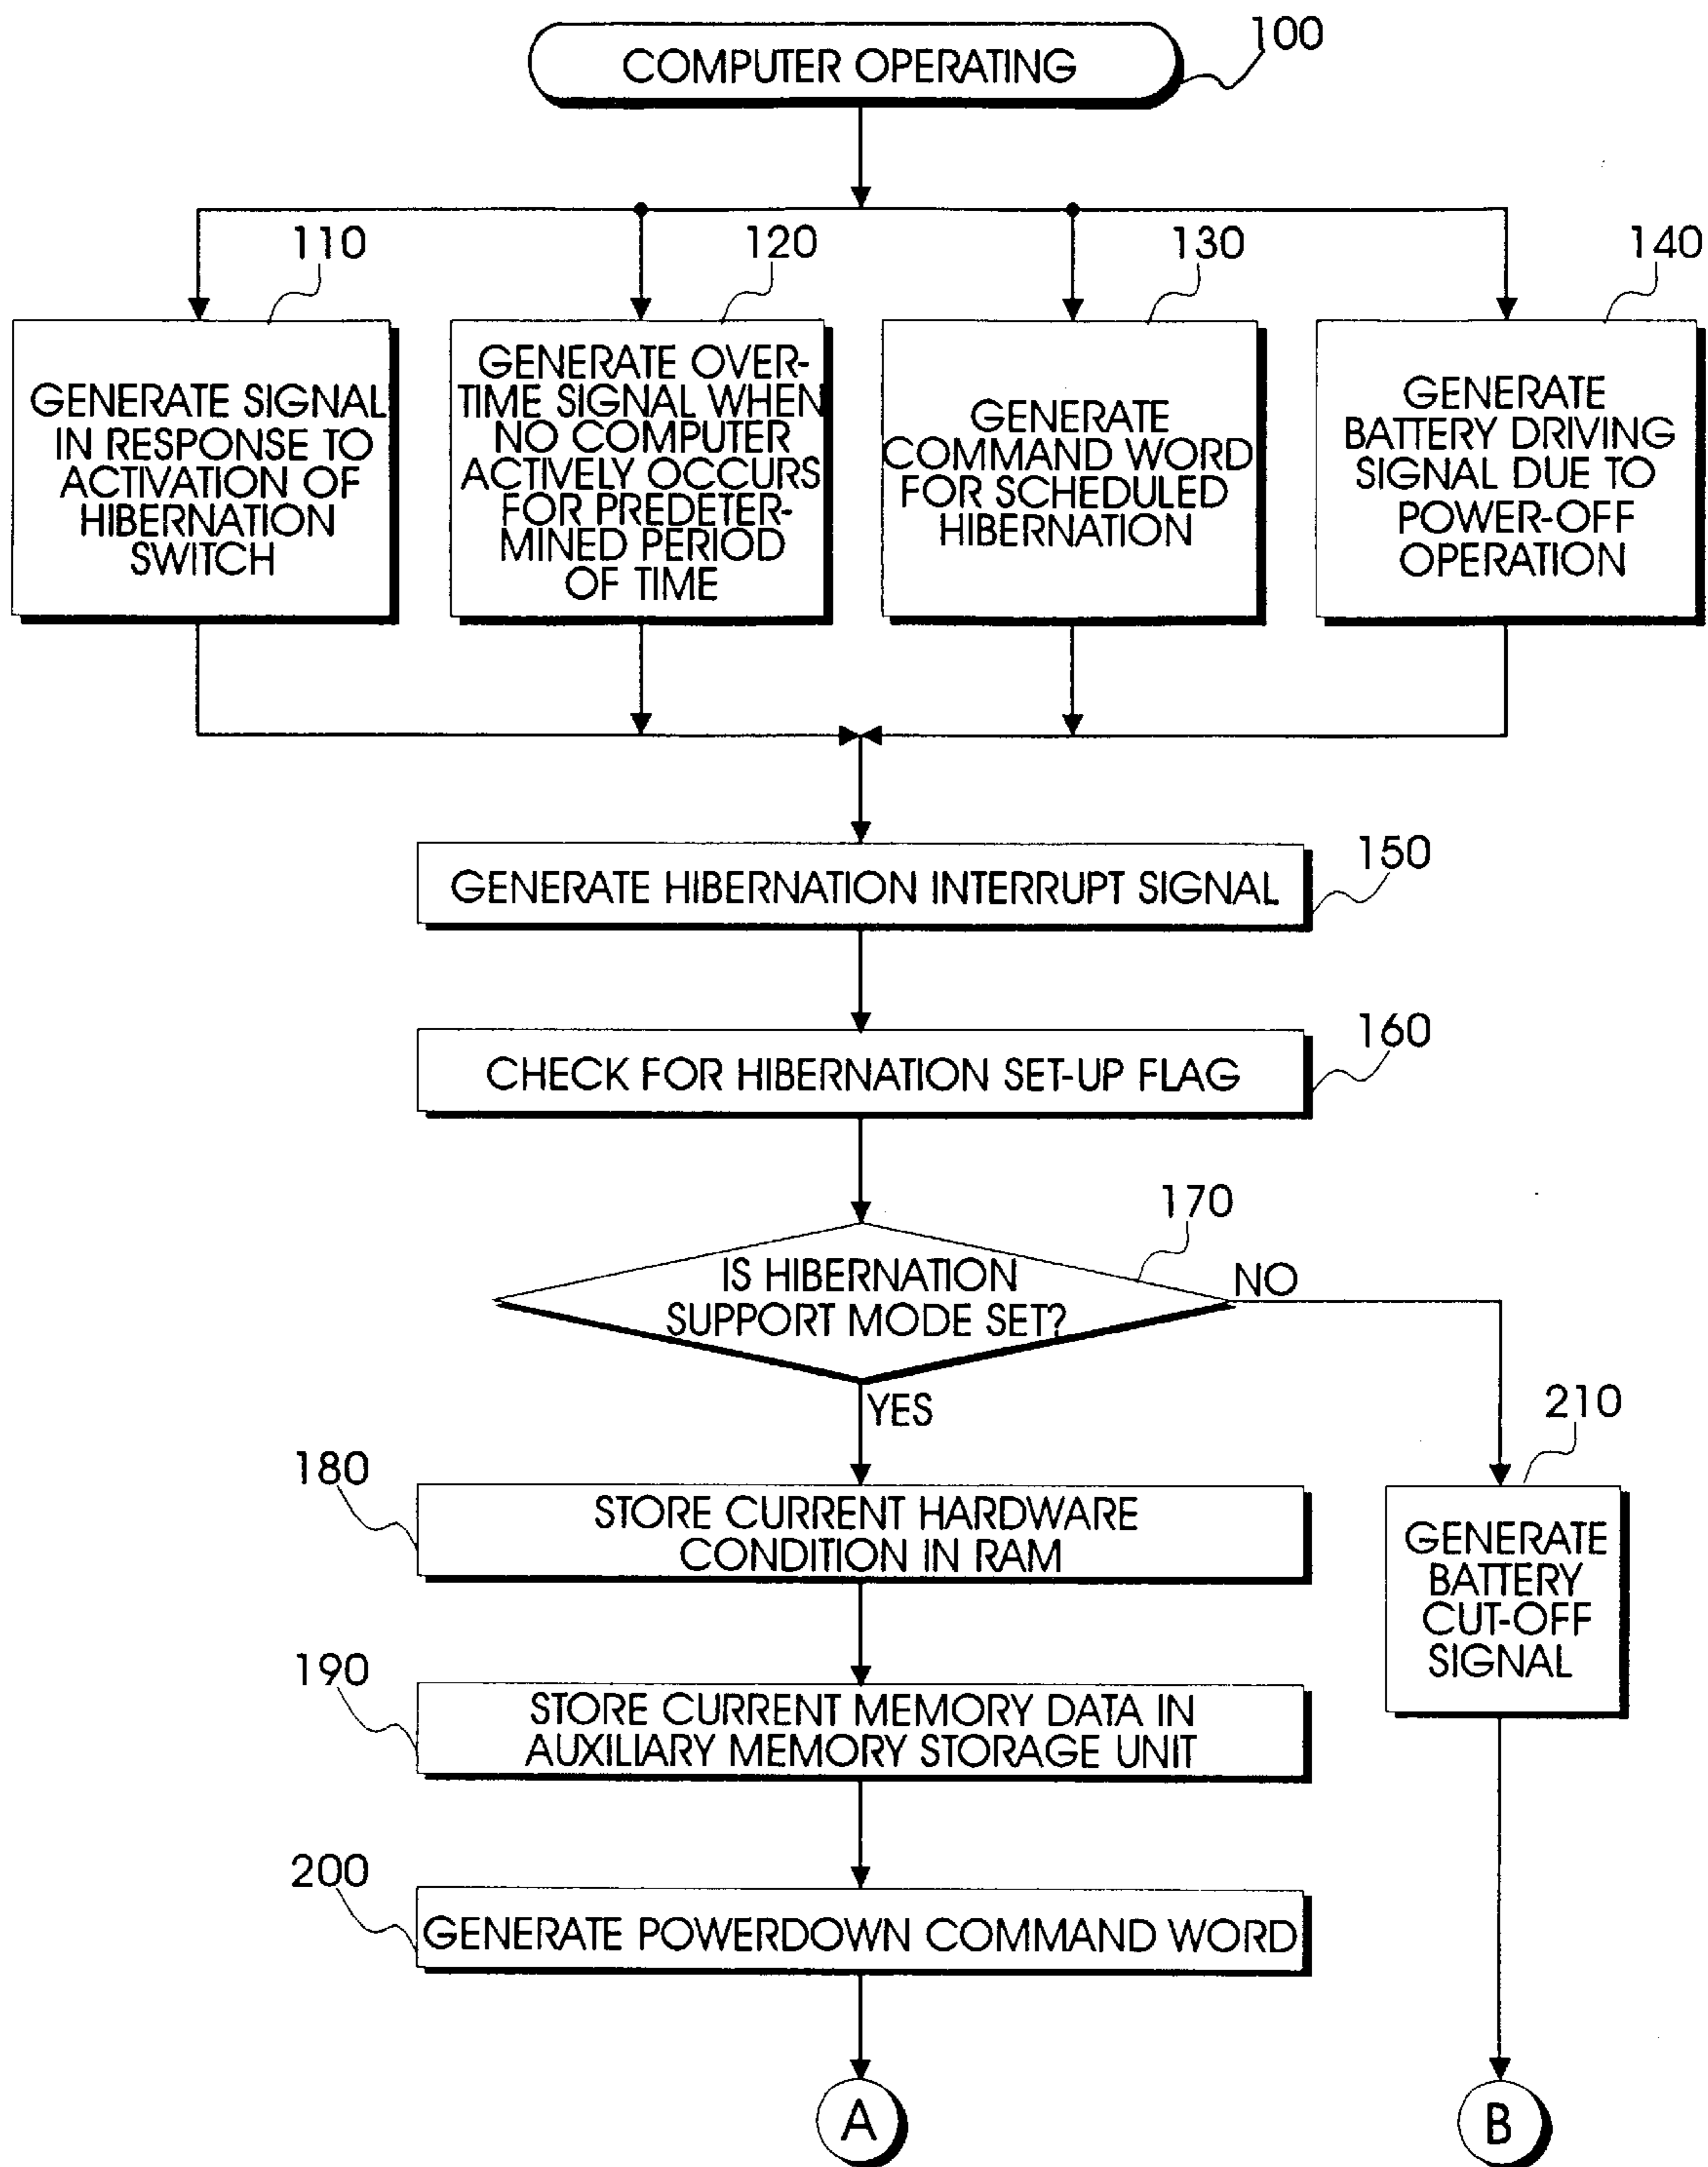 COMPUTER OPERATING
100
110
120
130
140
GENERATE SIGNAL
IN RESPONSE TO
ACTIVATION OF
HIBERNATION
SWITCH
GENERATE OVER-
TIME SIGNAL WHEN
NO COMPUTER
ACTIVELY OCCURS
FOR PREDETER-
MINED PERIOD
OF TIME
GENERATE
COMMAND WORD
FOR SCHEDULED
HIBERNATION
GENERATE
BATTERY DRIVING
SIGNAL DUE TO
POWER-OFF
OPERATION
150
GENERATE HIBERNATION INTERRUPT SIGNAL
160
CHECK FOR HIBERNATION SET-UP FLAG
170
IS HIBERNATION
SUPPORT MODE SET?
NO
YES
180
STORE CURRENT HARDWARE
CONDITION IN RAM
210
GENERATE
BATTERY
CUT-OFF
SIGNAL
190
STORE CURRENT MEMORY DATA IN
AUXILIARY MEMORY STORAGE UNIT
200
GENERATE POWERDOWN COMMAND WORD
A
B